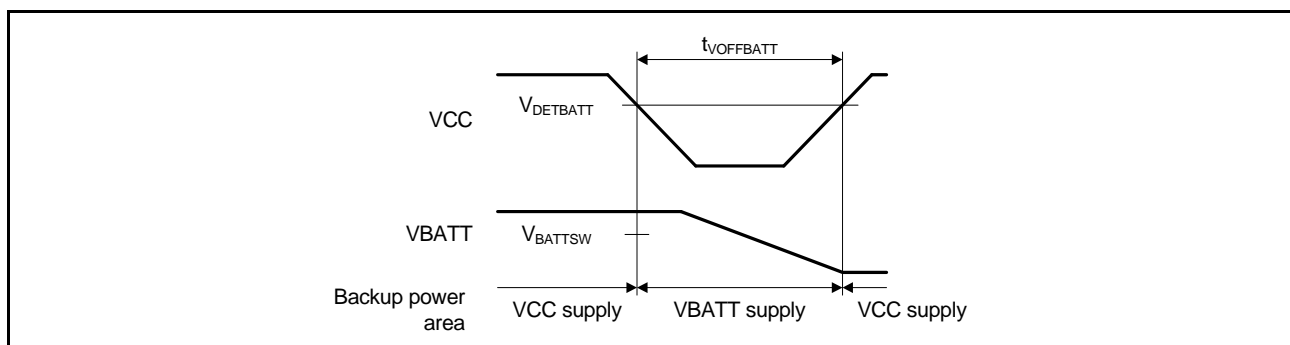 tVOFFBATT
VDETBATT
VCC
VBATT
VBATTSW
Backup power
area
VCC supply
VBATT supply
VCC supply